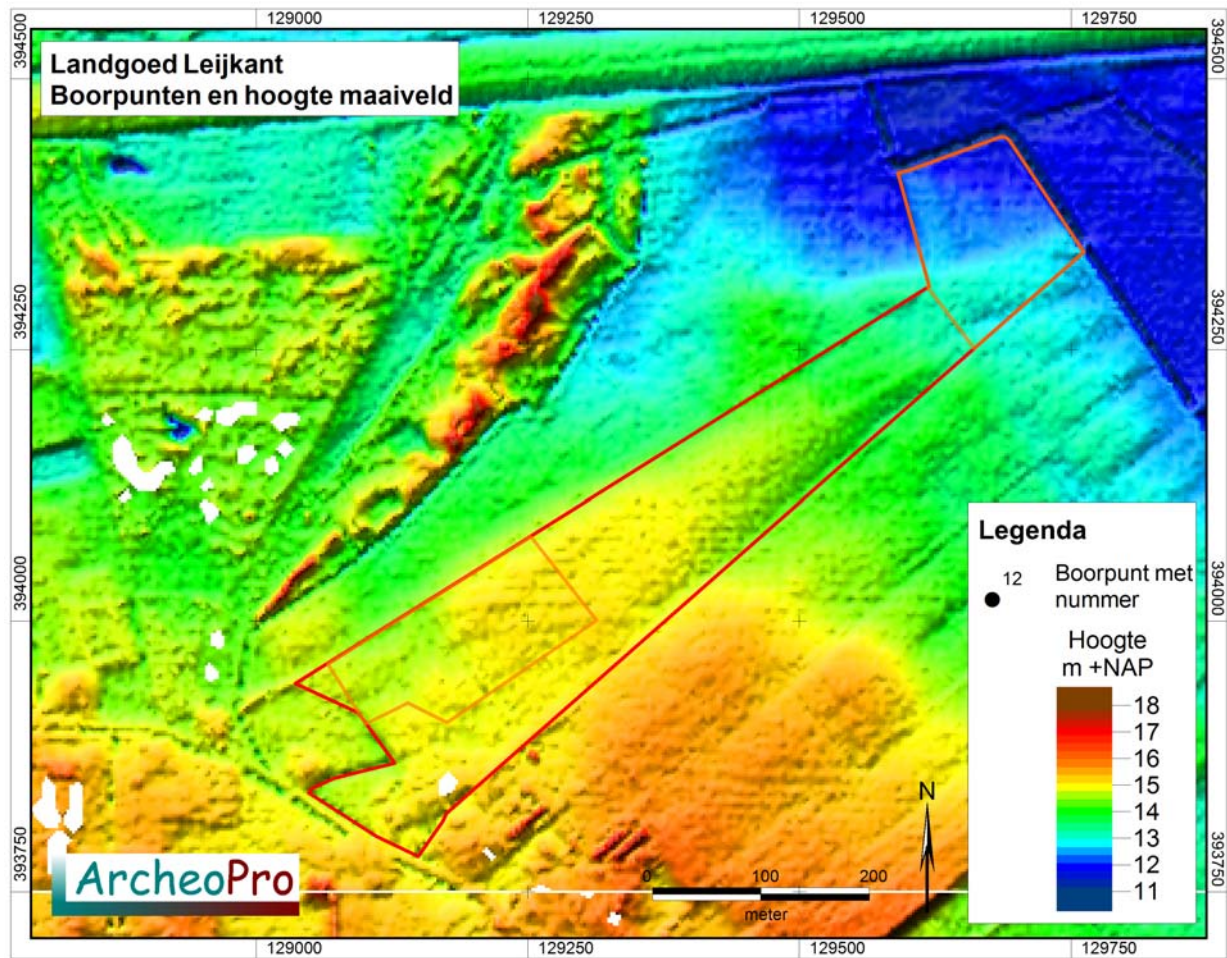 129000 129250 129500 129750
394500
394500
Landgoed Leijkant
Boorpunten en hoogte maaiveld
394250
394250
Legenda
12 Boorpunt met
nummer
Hoogte
m +NAP
18
17
16
15
14
13
12
11
394000
394000
N
393750
393750
ArcheoPro
0 100 200
meter
129000 129250 129500 129750